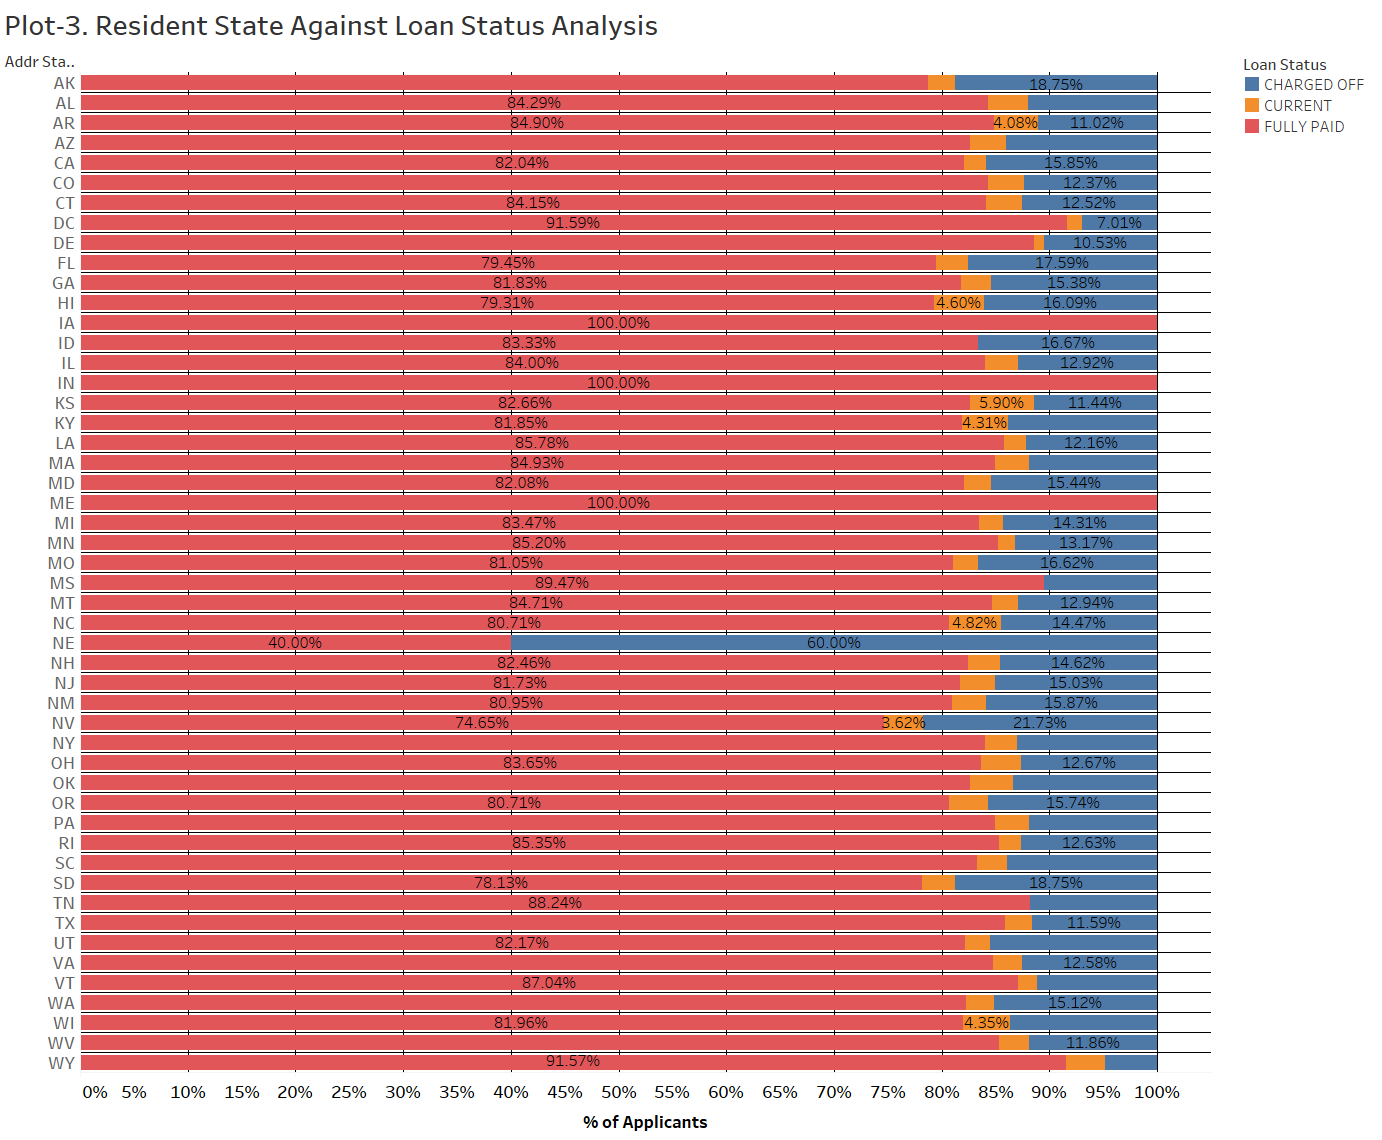 Plot-3. Resident State Against Loan Status Analysis
Addr Sta..
Loan Status
CHARGED OFF
CURRENT
FULLY PAID
AK 18.75%
AL 84.29%
AR 84.90% 4.08% 11.02%
AZ
CA 82.04% 15.85%
CO 12.37%
CT 84.15% 12.52%
DC 91.59% 7.01%
DE 10.53%
FL 79.45% 17.59%
GA 81.83% 15.38%
HI 79.31% 4.60% 16.09%
IA 100.00%
ID 83.33% 16.67%
IL 84.00% 12.92%
IN 100.00%
KS 82.66% 5.90% 11.44%
KY 81.85% 4.31%
LA 85.78% 12.16%
MA 84.93%
MD 82.08% 15.44%
ME 100.00%
MI 83.47% 14.31%
MN 85.20% 13.17%
MO 81.05% 16.62%
MS 89.47%
MT 84.71% 12.94%
NC 80.71% 4.82% 14.47%
NE 40.00% 60.00%
NH 82.46% 14.62%
NJ 81.73% 15.03%
NM 80.95% 15.87%
NV 74.65% 3.62% 21.73%
NY
OH 83.65% 12.67%
OK
OR 80.71% 15.74%
PA
RI 85.35% 12.63%
SC
SD 78.13% 18.75%
TN 88.24%
TX 11.59%
UT 82.17%
VA 12.58%
VT 87.04%
WA 15.12%
WI 81.96% 4.35%
WV 11.86%
WY 91.57%
0% 5% 10% 15% 20% 25% 30% 35% 40% 45% 50% 55% 60% 65% 70% 75% 80% 85% 90% 95% 100%
% of Applicants